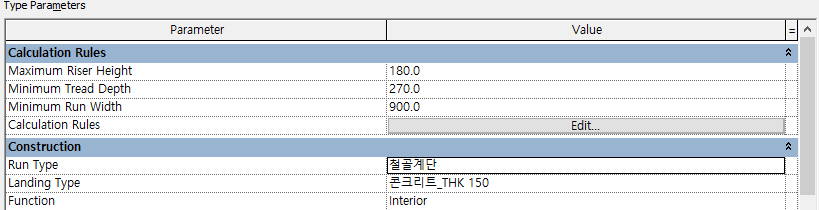 Type Parameters
Parameter Value =
Calculation Rules
Maximum Riser Height 180.0
Minimum Tread Depth 270.0
Minimum Run Width 900.0
Calculation Rules Edit...
Construction
Run Type 철골계단
Landing Type 콘크리트_THK 150
Function Interior